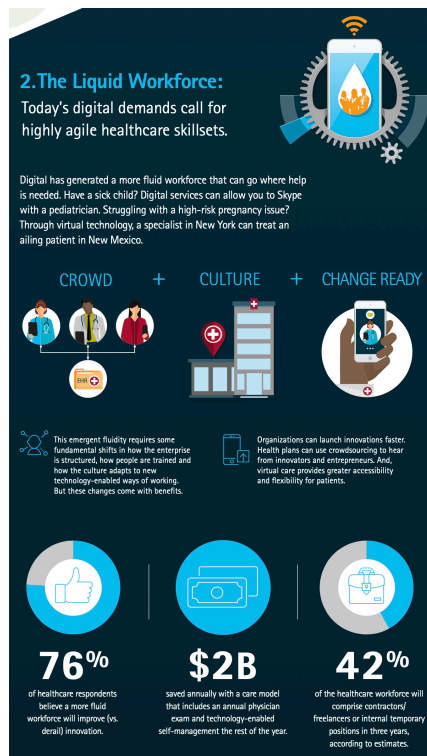 2.The Liquid Workforce:
Today's digital demands call for
highly agile healthcare skillsets.
Digital has generated a more fluid workforce that can go where help
is needed. Have a sick child? Digital services can allow you to Skype
with a pediatrician. Struggling with a high-risk pregnancy issue?
Through virtual technology, a specialist in New York can treat an
ailing patient in New Mexico.
CROWD + CULTURE + CHANGE READY
EHR
This emergent fluidity requires some
fundamental shifts in how the enterprise
is structured, how people are trained and
how the culture adapts to new
technology-enabled ways of working.
But these changes come with benefits.
Organizations can launch innovations faster.
Health plans can use crowdsourcing to hear
from innovators and entrepreneurs. And,
virtual care provides greater accessibility
and flexibility for patients.
76%
of healthcare respondents
believe a more fluid
workforce will improve (vs.
derail) innovation.
$2B
saved annually with a care model
that includes an annual physician
exam and technology-enabled
self-management the rest of the year.
42%
of the healthcare workforce will
comprise contractors/
freelancers or internal temporary
positions in three years,
according to estimates.